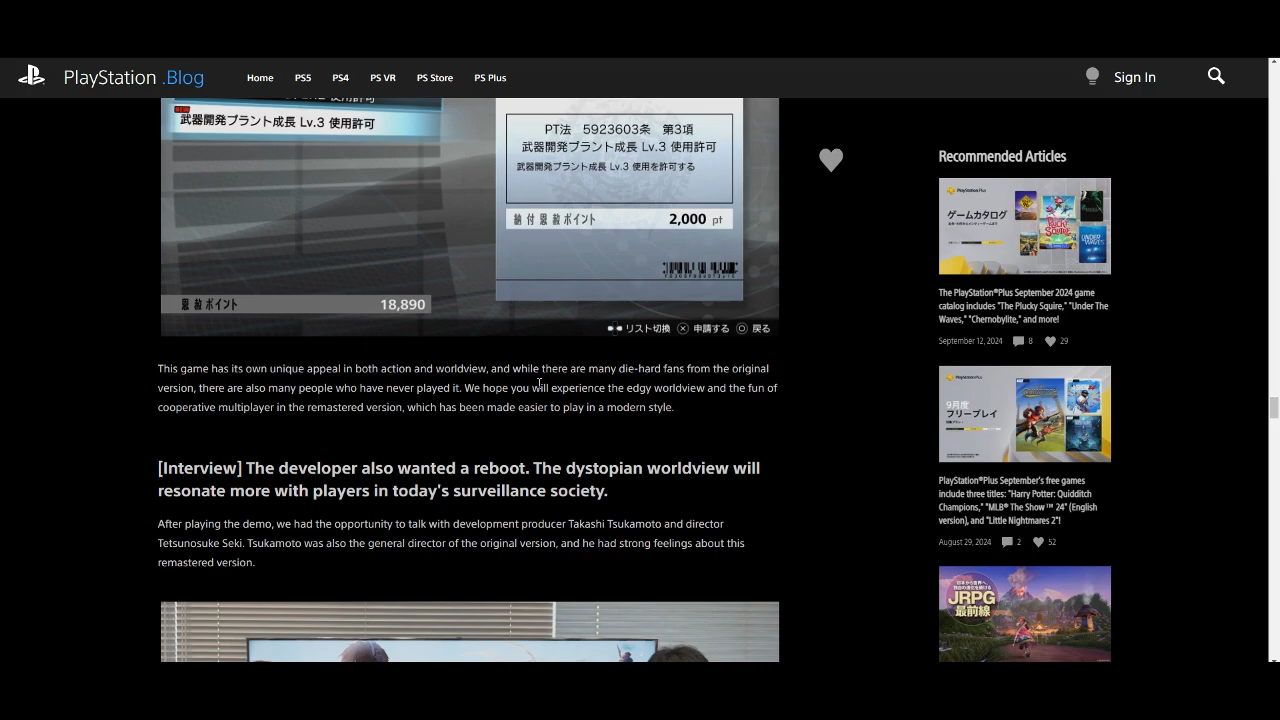 PlayStation .Blog
Home PS5 PS4 PS VR PS Store PS Plus
Sign In
NEW
武器開発プラント成長 Lv.3 使用許可
PT法 5923603条 第3項
武器開発プラント成長 Lv.3 使用許可
武器開発プラント成長 Lv.3 使用を許可する
納付恩赦ポイント 2,000 pt
恩赦ポイント 18,890
リスト切換 申請する 戻る
This game has its own unique appeal in both action and worldview, and while there are many die-hard fans from the original
version, there are also many people who have never played it. We hope you will experience the edgy worldview and the fun of
cooperative multiplayer in the remastered version, which has been made easier to play in a modern style.
[Interview] The developer also wanted a reboot. The dystopian worldview will
resonate more with players in today's surveillance society.
After playing the demo, we had the opportunity to talk with development producer Takashi Tsukamoto and director
Tetsunosuke Seki. Tsukamoto was also the general director of the original version, and he had strong feelings about this
remastered version.
Recommended Articles
PlayStation Plus
ゲームカタログ
UNDER
WAVES
The PlayStation®Plus September 2024 game
catalog includes "The Plucky Squire," "Under The
Waves," "Chernobylite," and more!
September 12, 2024 8 29
PlayStation Plus
9月度
フリープレイ
PlayStation®Plus September's free games
include three titles: "Harry Potter: Quidditch
Champions," "MLB® The Show ™ 24" (English
version), and "Little Nightmares 2"!
August 29, 2024 2 52
JRPG
最前線